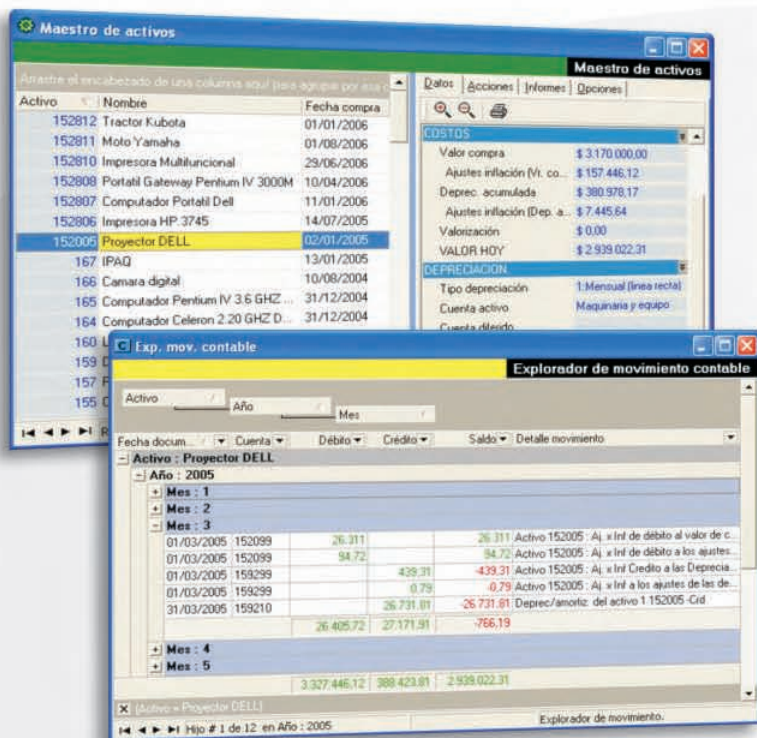 Maestro de activos
Maestro de activos
Arrastre el encabezado de una columna aquí para agrupar por esa
Activo Nombre Fecha compra
152812 Tractor Kubota 01/01/2006
152811 Moto Yamaha 01/08/2006
152810 Impresora Multifuncional 29/06/2006
152808 Portatil Gateway Pentium IV 3000M 10/04/2006
152807 Computador Portatil Dell 11/01/2006
152806 Impresora HP.3745 14/07/2005
152005 Proyector DELL 02/01/2005
167 IPAQ 13/01/2005
166 Camara digital 10/08/2004
165 Computador Pentium IV 3.6 GHZ ... 31/12/2004
164 Computador Celeron 2.20 GHZ D... 31/12/2004
160
159
157
155
Datos Acciones Informes Opciones
COSTOS
Valor compra $ 3.170.000,00
Ajustes inflación (Vr. co... $ 157.446,12
Deprec. acumulada $ 380.978,17
Ajustes inflación (Dep. a... $ 7.445,64
Valorización $ 0,00
VALOR HOY $ 2.939.022,31
DEPRECIACION
Tipo depreciación 1:Mensual (linea recta)
Cuenta activo Maquinaria y equipo
Cuenta diferido
Exp. mov. contable
Explorador de movimiento contable
Activo Año Mes
Fecha docum... Cuenta Débito Crédito Saldo Detalle movimiento
Activo : Proyector DELL
Año : 2005
Mes : 1
Mes : 2
Mes : 3
01/03/2005 152099 26.311 26.311 Activo 152005 : Aj. x Inf de débito al valor de c...
01/03/2005 152099 94,72 94,72 Activo 152005 : Aj. x Inf de débito a los ajustes...
01/03/2005 159299 439,31 -439,31 Activo 152005 : Aj. x Inf Credito a las Deprecia...
01/03/2005 159299 0,79 -0,79 Activo 152005 : Aj. x Inf a los ajustes de las de...
31/03/2005 159210 26.731,81 -26.731,81 Deprec/amortiz. del activo 1 152005 -Crd
26.405,72 27.171,91 -766,19
Mes : 4
Mes : 5
3.327.446,12 388.423,81 2.939.022,31
(Activo = Proyector DELL)
Hijo # 1 de 12 en Año : 2005 Explorador de movimiento.